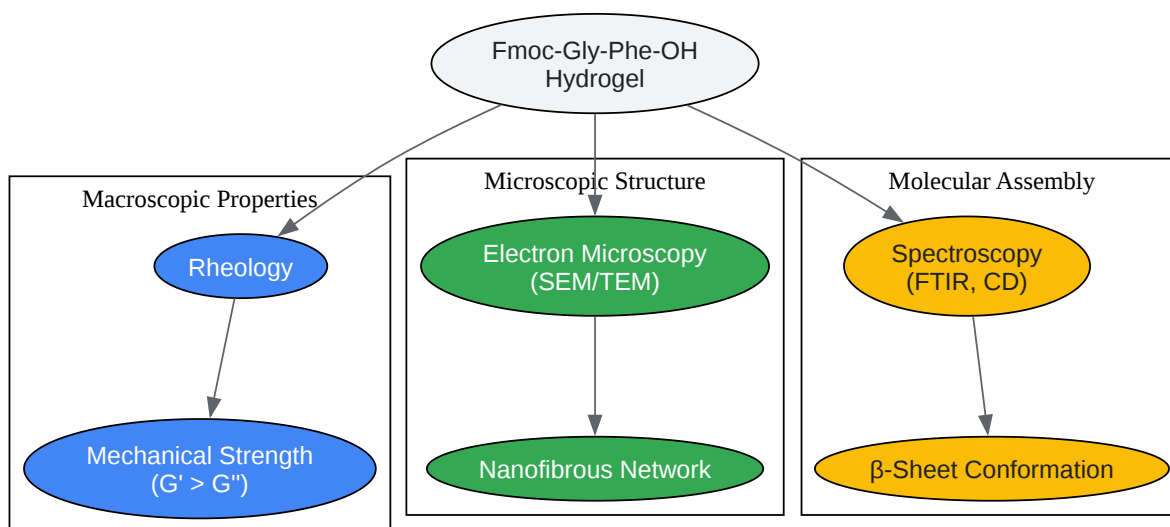 Fmoc-Gly-Phe-OH
Hydrogel
Macroscopic Properties
Microscopic Structure
Molecular Assembly
Rheology
Electron Microscopy
(SEM/TEM)
Spectroscopy
(FTIR, CD)
Mechanical Strength
(G' > G'')
Nanofibrous Network
β-Sheet Conformation